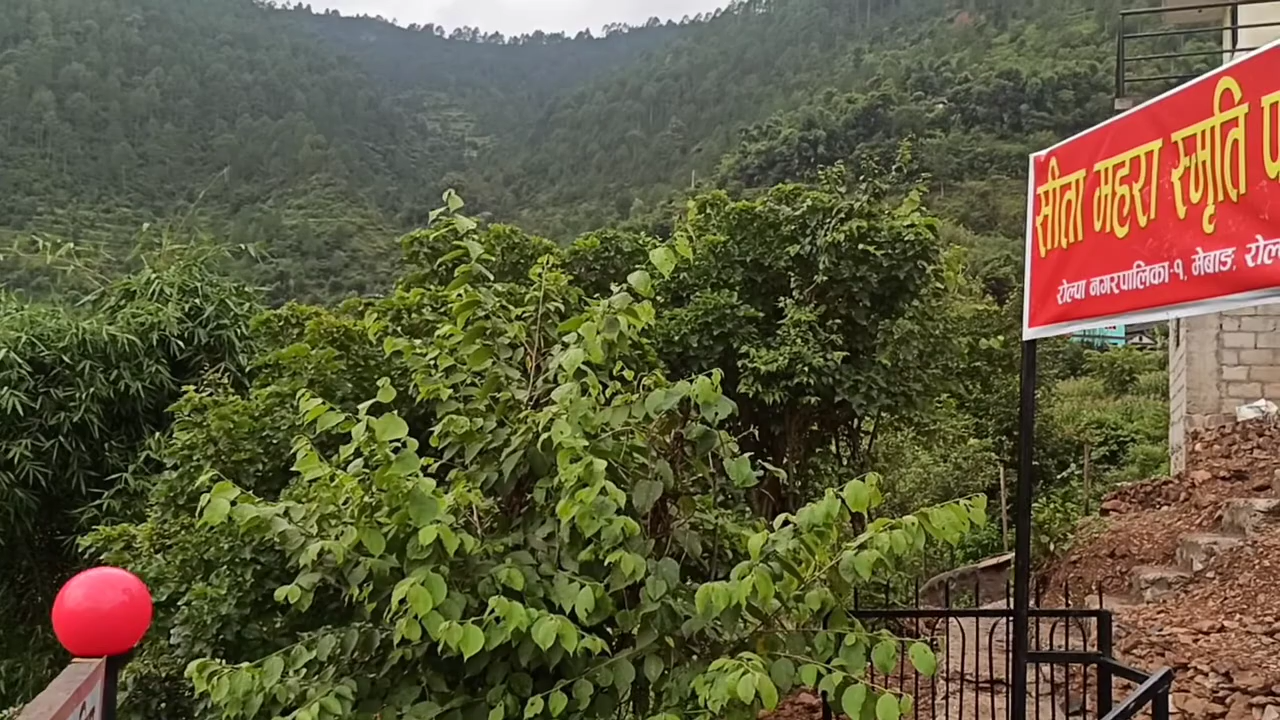 सीता महरा स्मृति
रोल्पा नगरपालिका-१, मेबाङ,